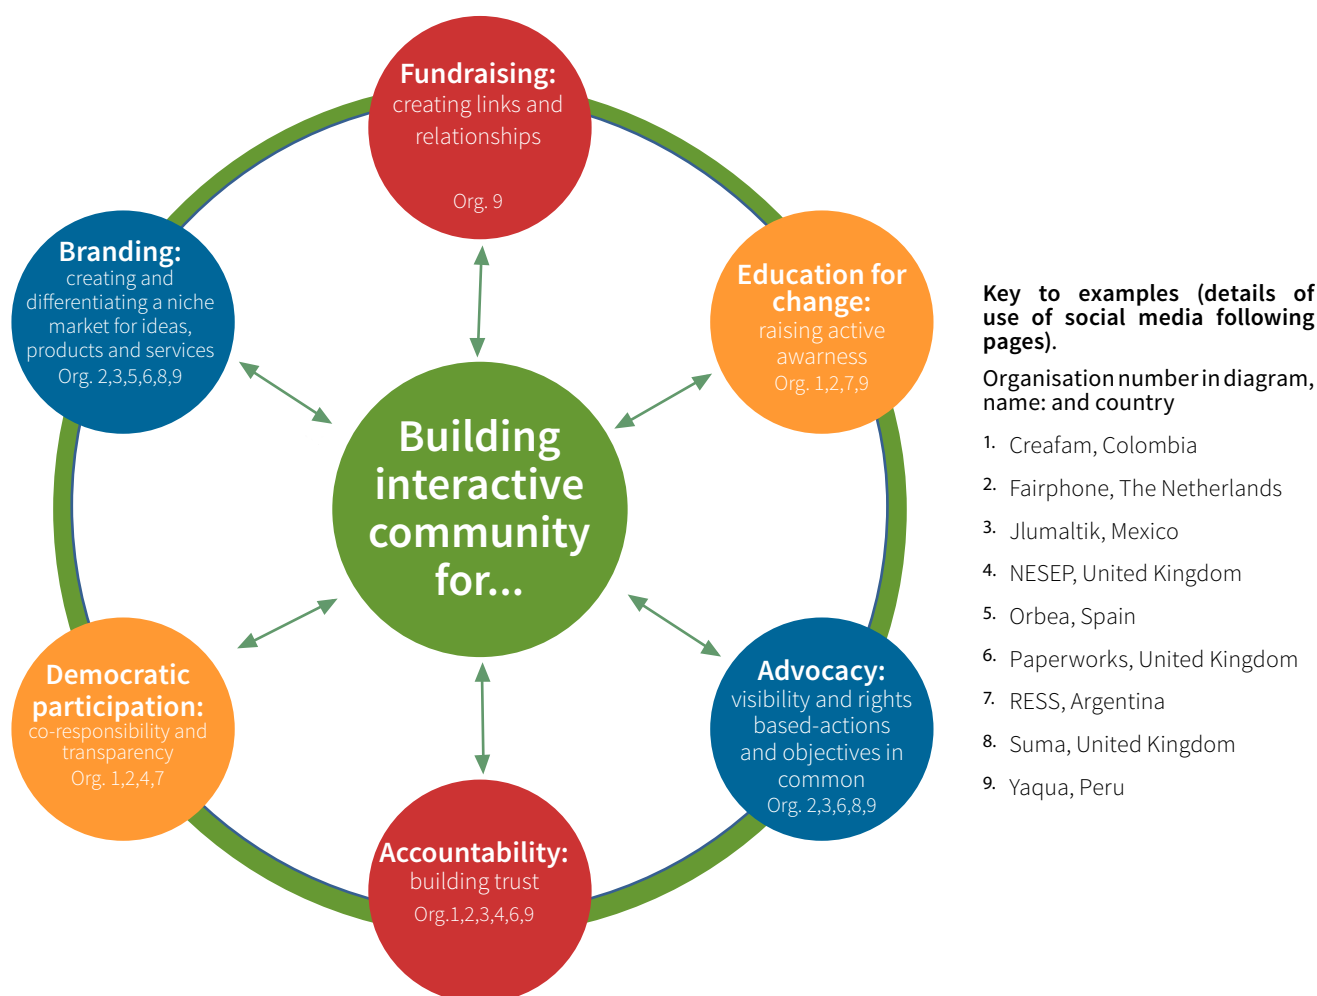 Fundraising:
creating links and
relationships
Org. 9
Branding:
creating and
differentiating a niche
market for ideas,
products and services
Org. 2,3,5,6,8,9
Education for
change:
raising active
awarness
Org. 1,2,7,9
Building
interactive
community
for...
Democratic
participation:
co-responsibility and
transparency
Org. 1,2,4,7
Advocacy:
visibility and rights
based-actions
and objectives in
common
Org. 2,3,6,8,9
Accountability:
building trust
Org.1,2,3,4,6,9
Key to examples (details of
use of social media following
pages).
Organisation number in diagram,
name: and country
1. Creafam, Colombia
2. Fairphone, The Netherlands
3. Jlumaltik, Mexico
4. NESEP, United Kingdom
5. Orbea, Spain
6. Paperworks, United Kingdom
7. RESS, Argentina
8. Suma, United Kingdom
9. Yaqua, Peru